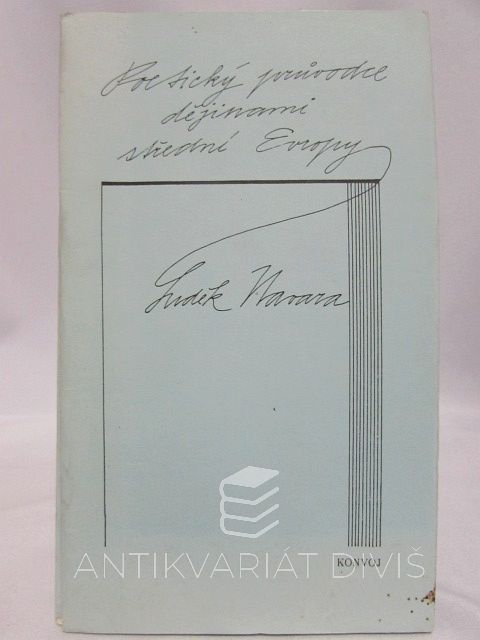 Poetický průvodce
dějinami
střední Evropy
Luděk Navara
KONVOJ
ANTIKVARIÁT DIVIŠ